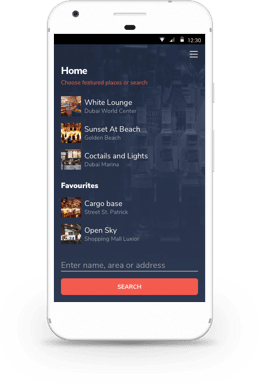 12:30
Home
Choose featured places or search
White Lounge
Dubai World Center
Sunset At Beach
Golden Beach
Coctails and Lights
Dubai Marina
Favourites
Cargo base
Street St. Patrick
Open Sky
Shopping Mall Luxor
Enter name, area or address
SEARCH